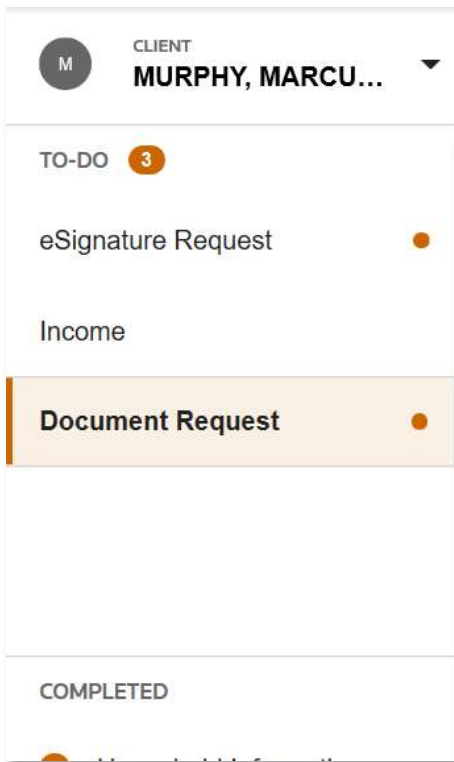 M
CLIENT
MURPHY, MARCU...
TO-DO 3
eSignature Request
Income
Document Request
COMPLETED